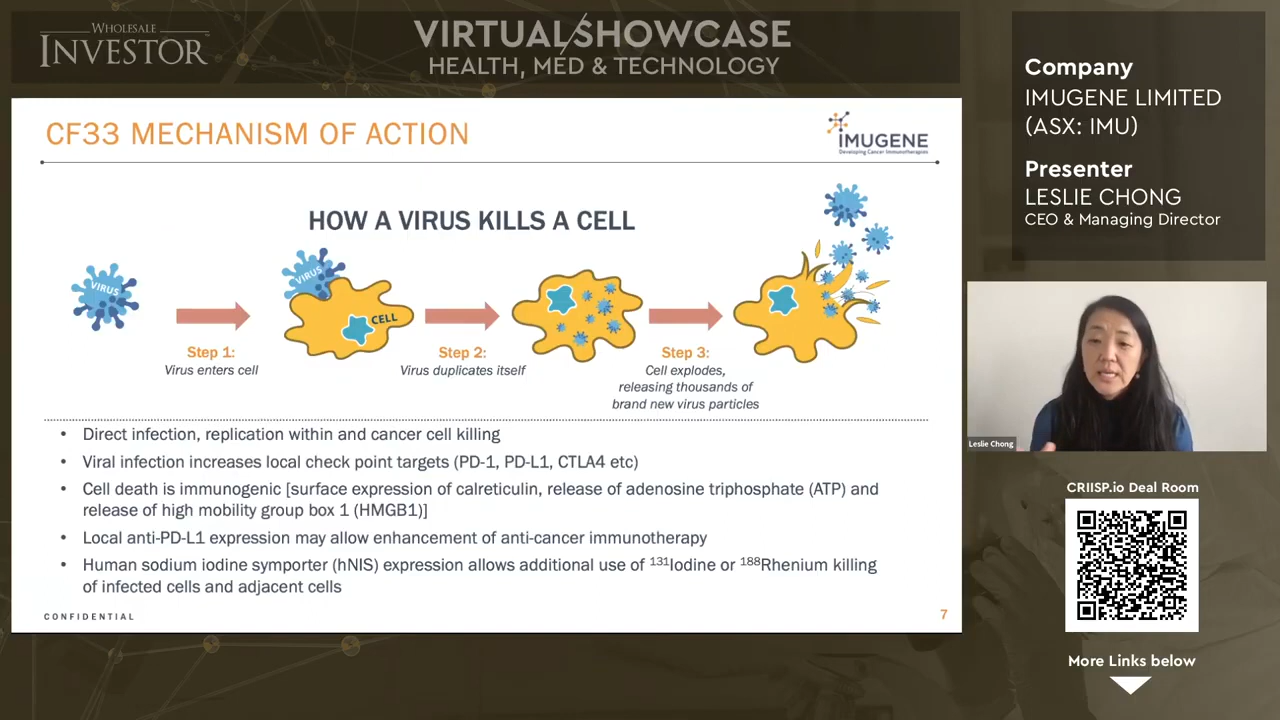 WHOLESALE
INVESTOR
VIRTUAL SHOWCASE
HEALTH, MED & TECHNOLOGY
Company
IMUGENE LIMITED
(ASX: IMU)
Presenter
LESLIE CHONG
CEO & Managing Director
CF33 MECHANISM OF ACTION
IMUGENE
Developing Cancer Immunotherapies
HOW A VIRUS KILLS A CELL
VIRUS
VIRUS
CELL
Step 1:
Virus enters cell
Step 2:
Virus duplicates itself
Step 3:
Cell explodes,
releasing thousands of
brand new virus particles
• Direct infection, replication within and cancer cell killing
• Viral infection increases local check point targets (PD-1, PD-L1, CTLA4 etc)
• Cell death is immunogenic [surface expression of calreticulin, release of adenosine triphosphate (ATP) and
release of high mobility group box 1 (HMGB1)]
• Local anti-PD-L1 expression may allow enhancement of anti-cancer immunotherapy
• Human sodium iodine symporter (hNIS) expression allows additional use of ¹³¹Iodine or ¹⁸⁸Rhenium killing
of infected cells and adjacent cells
CONFIDENTIAL
7
Leslie Chong
CRIISP.io Deal Room
More Links below